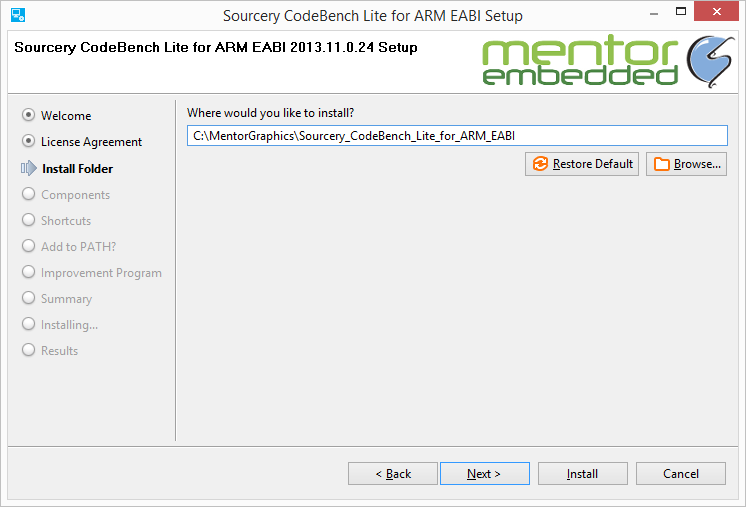 Sourcery CodeBench Lite for ARM EABI Setup
Sourcery CodeBench Lite for ARM EABI 2013.11.0.24 Setup
mentor
embedded
Welcome
License Agreement
Install Folder
Components
Shortcuts
Add to PATH?
Improvement Program
Summary
Installing...
Results
Where would you like to install?
C:\MentorGraphics\Sourcery_CodeBench_Lite_for_ARM_EABI
Restore Default Browse...
< Back Next > Install Cancel